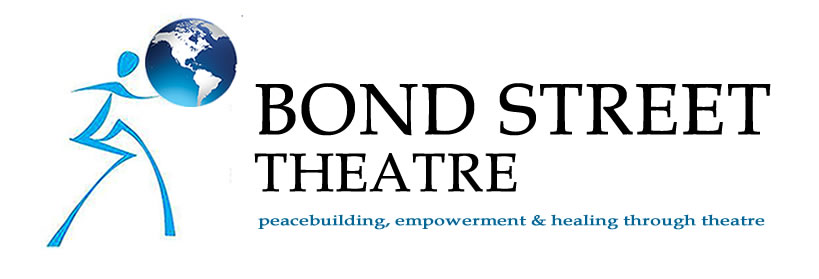 BOND STREET
THEATRE
peacebuilding, empowerment & healing through theatre